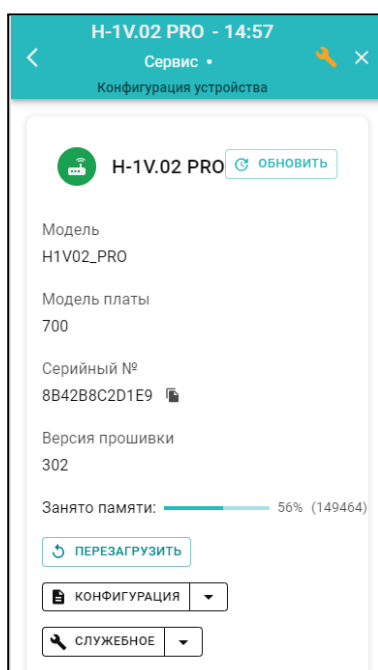 H-1V.02 PRO - 14:57
Сервис •
Конфигурация устройства
H-1V.02 PRO
ОБНОВИТЬ
Модель
H1V02_PRO
Модель платы
700
Серийный №
8B42B8C2D1E9
Версия прошивки
302
Занято памяти: 56% (149464)
ПЕРЕЗАГРУЗИТЬ
КОНФИГУРАЦИЯ
СЛУЖЕБНОЕ